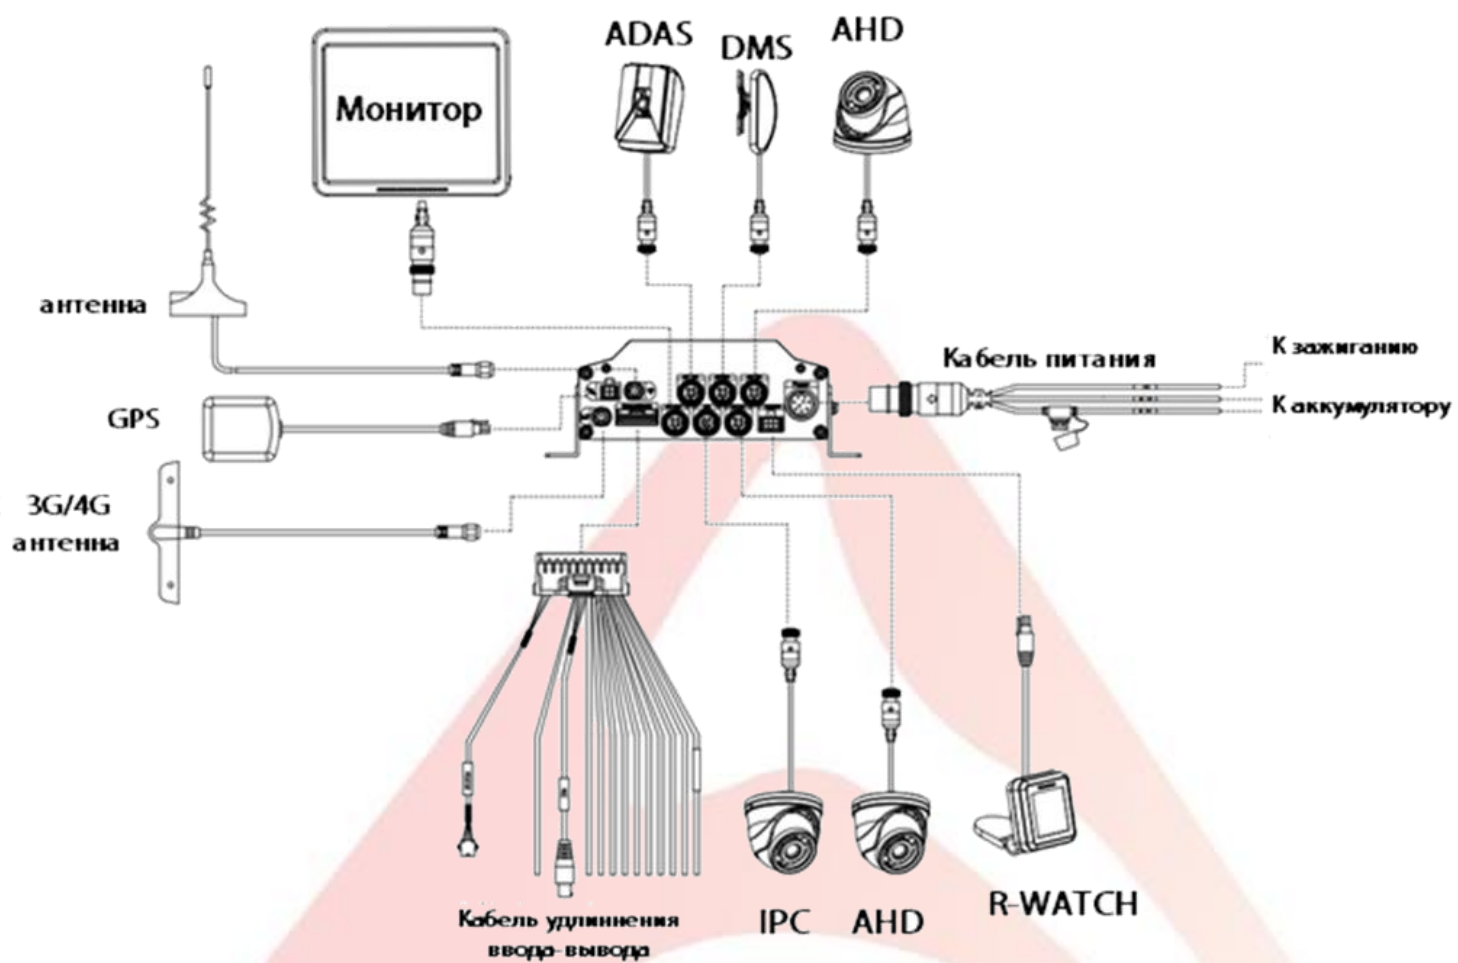 ADAS
DMS
AHD
Монитор
антенна
Кабель питания
К зажиганию
К аккумулятору
GPS
3G/4G
антенна
Кабель удлиннения
ввода-вывода
IPC
AHD
R-WATCH